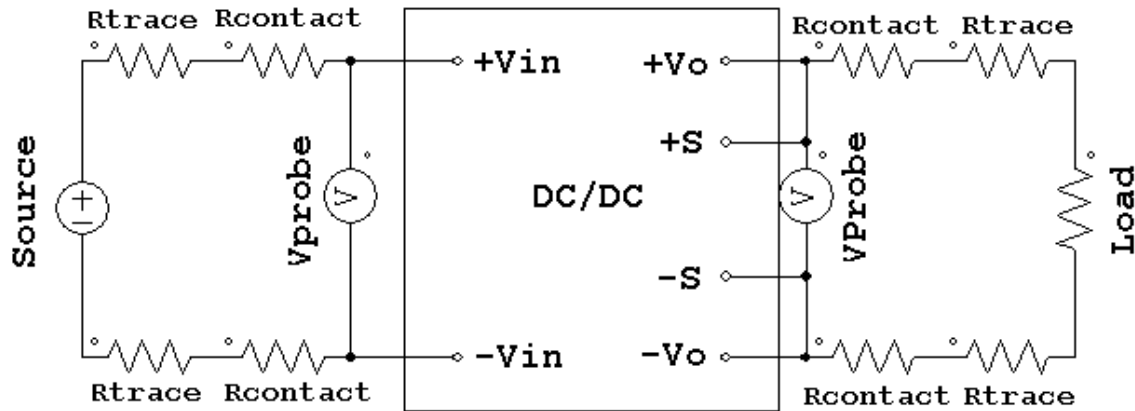 Rtrace Rcontact
Rcontact Rtrace
+Vin
+Vo
+S
Source
Vprobe
V
DC/DC
V
VProbe
Load
-S
-Vin
-Vo
Rtrace Rcontact
Rcontact Rtrace